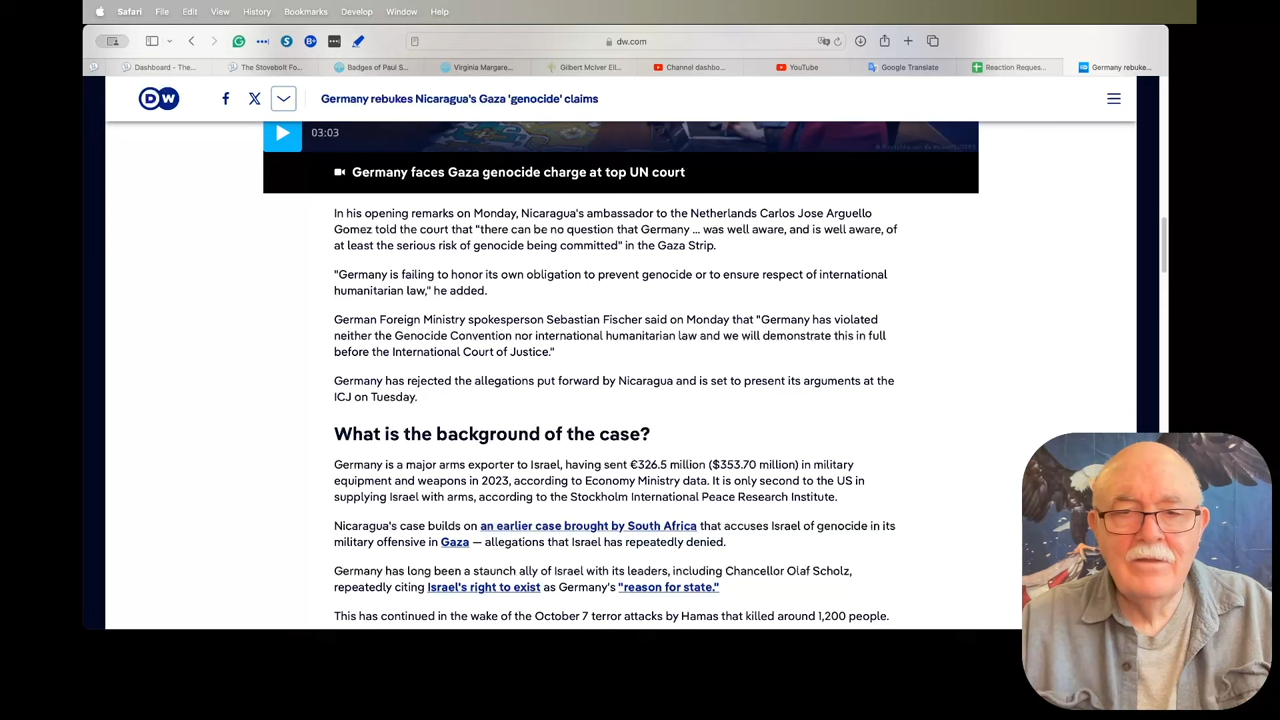 Safari File Edit View History Bookmarks Develop Window Help
dw.com
Dashboard - The...
The Stovebolt Fo...
Badges of Paul S...
Virginia Margare...
Gilbert McIver Ell...
Channel dashbo...
YouTube
Google Translate
Reaction Reques...
Germany rebuke...
DW
Germany rebukes Nicaragua's Gaza 'genocide' claims
03:03
Germany faces Gaza genocide charge at top UN court
In his opening remarks on Monday, Nicaragua's ambassador to the Netherlands Carlos Jose Arguello
Gomez told the court that "there can be no question that Germany ... was well aware, and is well aware, of
at least the serious risk of genocide being committed" in the Gaza Strip.
"Germany is failing to honor its own obligation to prevent genocide or to ensure respect of international
humanitarian law," he added.
German Foreign Ministry spokesperson Sebastian Fischer said on Monday that "Germany has violated
neither the Genocide Convention nor international humanitarian law and we will demonstrate this in full
before the International Court of Justice."
Germany has rejected the allegations put forward by Nicaragua and is set to present its arguments at the
ICJ on Tuesday.
What is the background of the case?
Germany is a major arms exporter to Israel, having sent €326.5 million ($353.70 million) in military
equipment and weapons in 2023, according to Economy Ministry data. It is only second to the US in
supplying Israel with arms, according to the Stockholm International Peace Research Institute.
Nicaragua's case builds on an earlier case brought by South Africa that accuses Israel of genocide in its
military offensive in Gaza — allegations that Israel has repeatedly denied.
Germany has long been a staunch ally of Israel with its leaders, including Chancellor Olaf Scholz,
repeatedly citing Israel's right to exist as Germany's "reason for state."
This has continued in the wake of the October 7 terror attacks by Hamas that killed around 1,200 people.